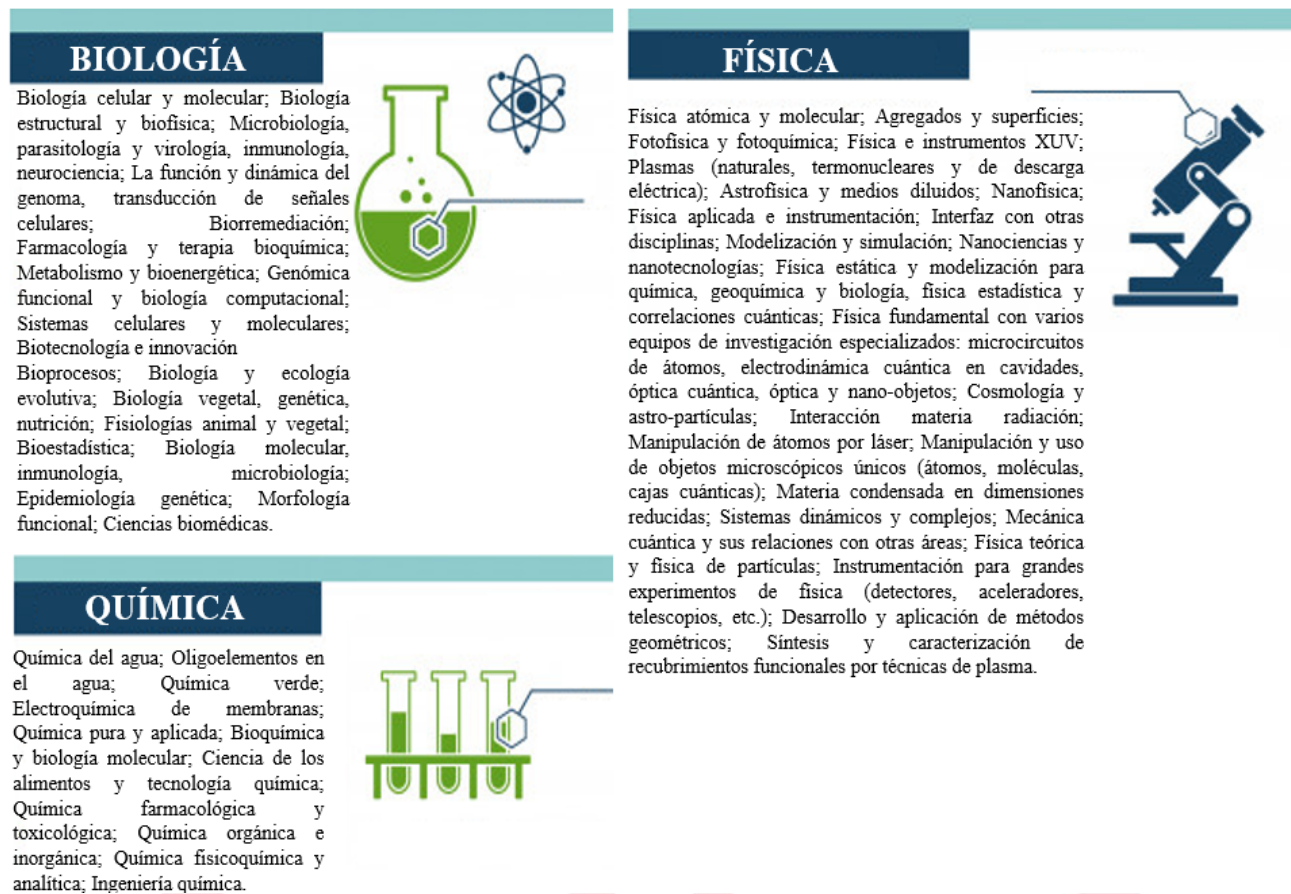 BIOLOGÍA
Biología celular y molecular; Biología
estructural y biofísica; Microbiología,
parasitología y virología, inmunología,
neurociencia; La función y dinámica del
genoma, transducción de señales
celulares; Biorremediación;
Farmacología y terapia bioquímica;
Metabolismo y bioenergética; Genómica
funcional y biología computacional;
Sistemas celulares y moleculares;
Biotecnología e innovación
Bioprocesos; Biología y ecología
evolutiva; Biología vegetal, genética,
nutrición; Fisiologías animal y vegetal;
Bioestadística; Biología molecular,
inmunología, microbiología;
Epidemiología genética; Morfología
funcional; Ciencias biomédicas.
QUÍMICA
Química del agua; Oligoelementos en
el agua; Química verde;
Electroquímica de membranas;
Química pura y aplicada; Bioquímica
y biología molecular; Ciencia de los
alimentos y tecnología química;
Química farmacológica y
toxicológica; Química orgánica e
inorgánica; Química fisicoquímica y
analítica; Ingeniería química.
FÍSICA
Física atómica y molecular; Agregados y superficies;
Fotofísica y fotoquímica; Física e instrumentos XUV;
Plasmas (naturales, termonucleares y de descarga
eléctrica); Astrofísica y medios diluidos; Nanofísica;
Física aplicada e instrumentación; Interfaz con otras
disciplinas; Modelización y simulación; Nanociencias y
nanotecnologías; Física estática y modelización para
química, geoquímica y biología, física estadística y
correlaciones cuánticas; Física fundamental con varios
equipos de investigación especializados: microcircuitos
de átomos, electrodinámica cuántica en cavidades,
óptica cuántica, óptica y nano-objetos; Cosmología y
astro-partículas; Interacción materia radiación;
Manipulación de átomos por láser; Manipulación y uso
de objetos microscópicos únicos (átomos, moléculas,
cajas cuánticas); Materia condensada en dimensiones
reducidas; Sistemas dinámicos y complejos; Mecánica
cuántica y sus relaciones con otras áreas; Física teórica
y física de partículas; Instrumentación para grandes
experimentos de física (detectores, aceleradores,
telescopios, etc.); Desarrollo y aplicación de métodos
geométricos; Síntesis y caracterización de
recubrimientos funcionales por técnicas de plasma.